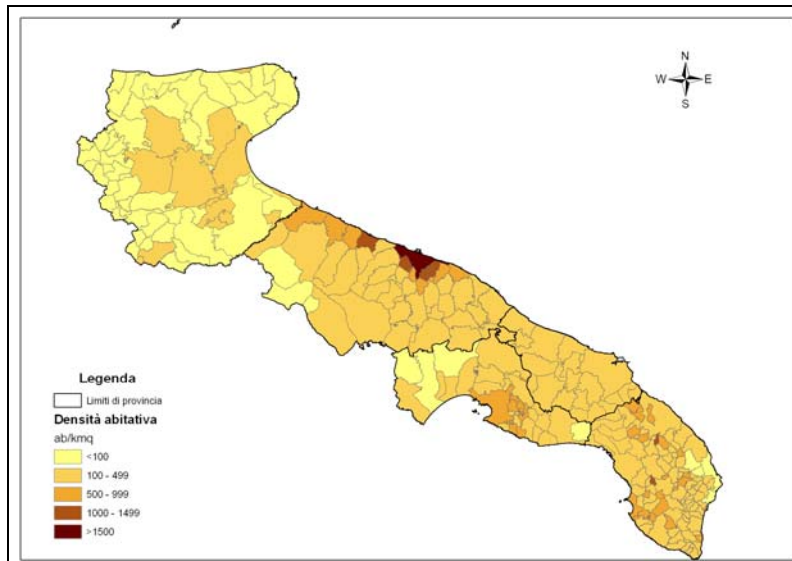 N
W E
S
Legenda
Limiti di provincia
Densità abitativa
ab/kmq
<100
100 - 499
500 - 999
1000 - 1499
>1500